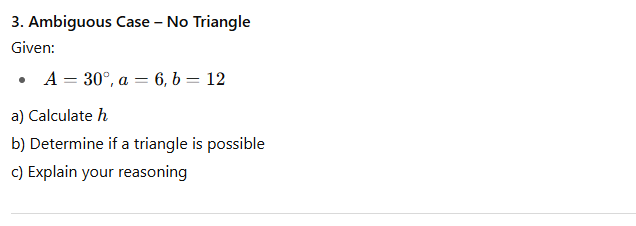 3. Ambiguous Case – No Triangle
Given:
• A = 30°, a = 6, b = 12
a) Calculate h
b) Determine if a triangle is possible
c) Explain your reasoning